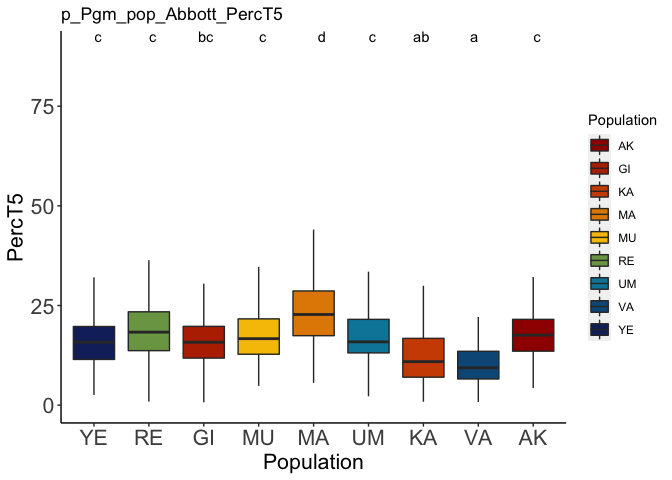 p_Pgm_pop_Abbott_PercT5
c c bc c d c ab a c
75
50
25
0
PercT5
YE RE GI MU MA UM KA VA AK
Population
Population
AK
GI
KA
MA
MU
RE
UM
VA
YE